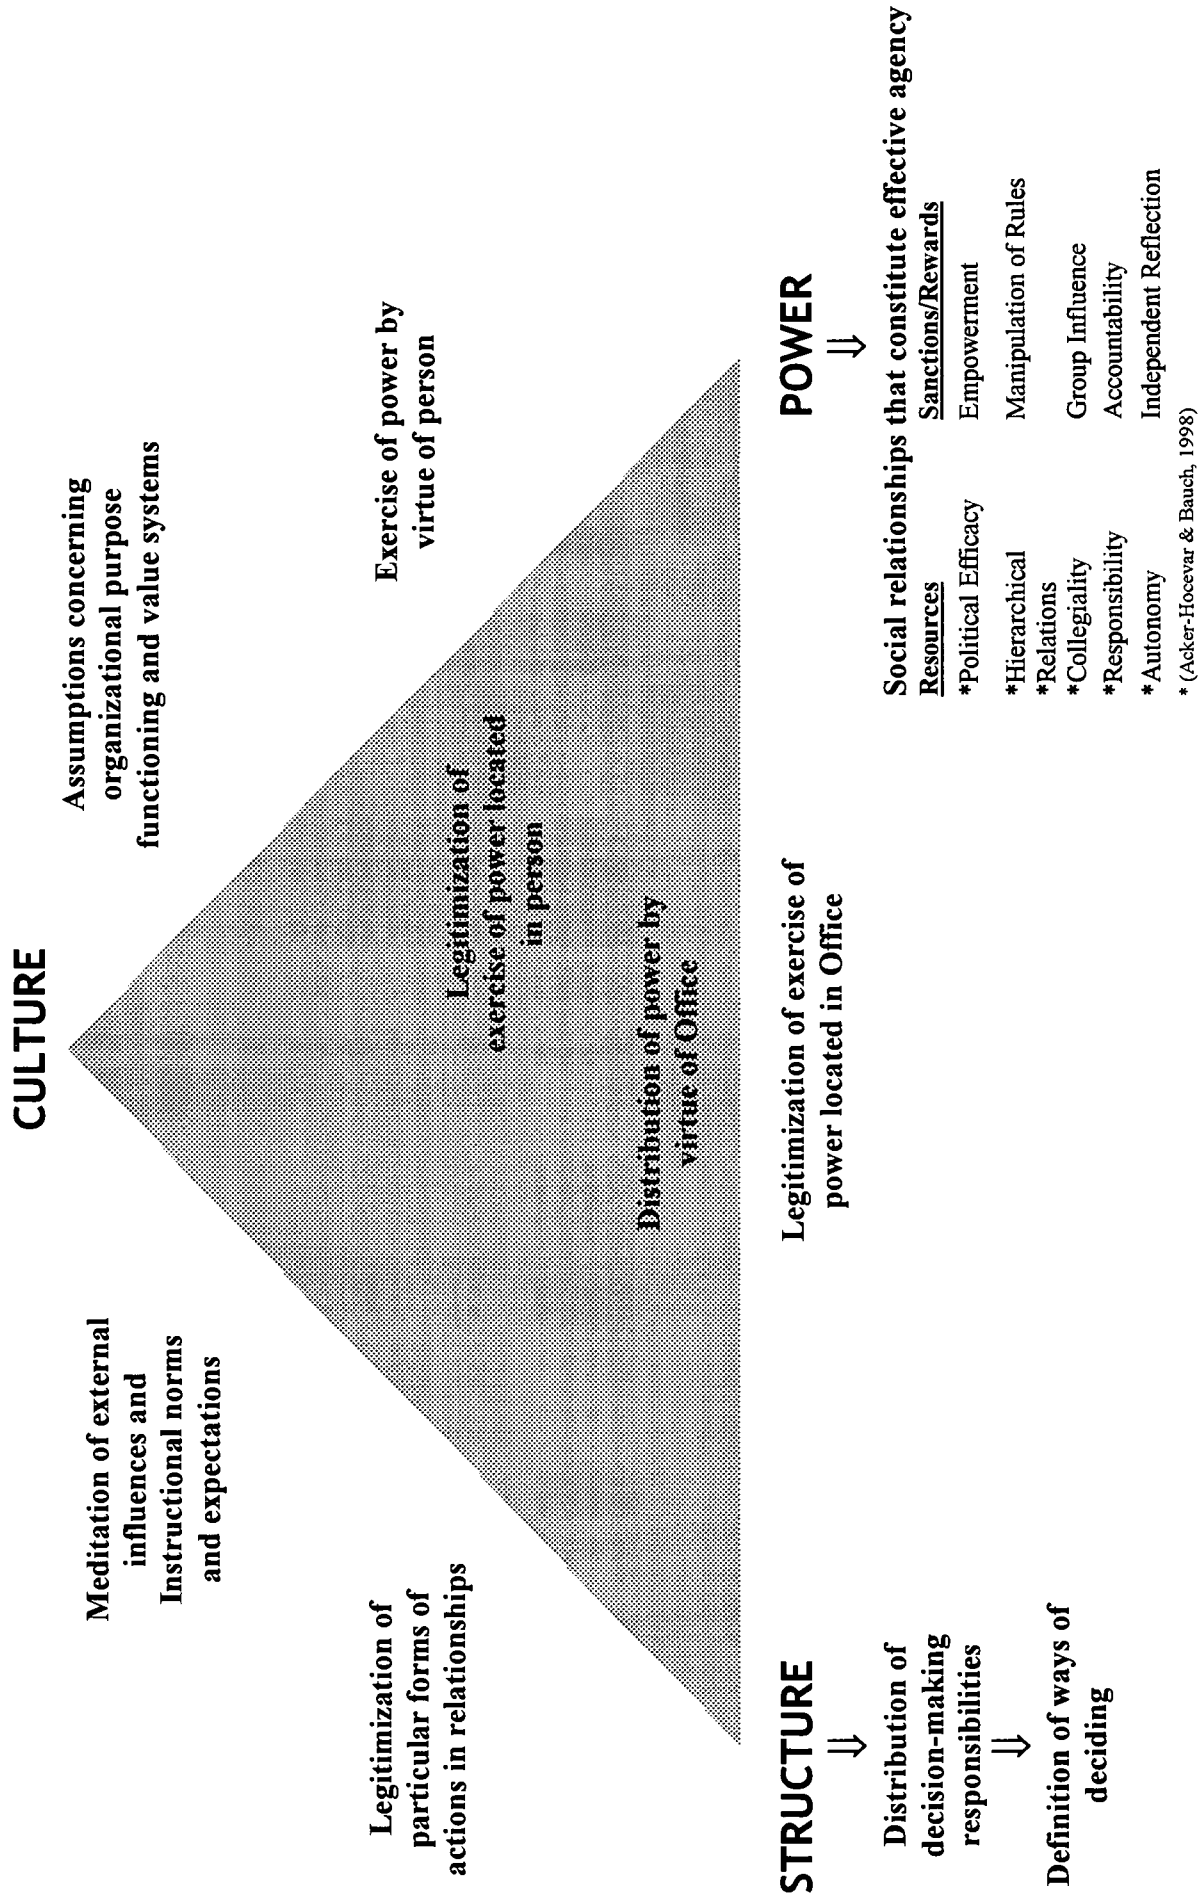 CULTURE
Meditation of external
influences and
Instructional norms
and expectations
Assumptions concerning
organizational purpose
functioning and value systems
Legitimization of
particular forms of
actions in relationships
Exercise of power by
virtue of person
Legitimization of
exercise of power located
in person
Distribution of power by
virtue of Office
STRUCTURE
⇓
Distribution of
decision-making
responsibilities
⇓
Definition of ways of
deciding
Legitimization of exercise of
power located in Office
POWER
⇓
Social relationships that constitute effective agency
Resources Sanctions/Rewards
*Political Efficacy Empowerment
*Hierarchical Manipulation of Rules
*Relations
*Collegiality Group Influence
*Responsibility Accountability
*Autonomy Independent Reflection
* (Acker-Hocevar & Bauch, 1998)